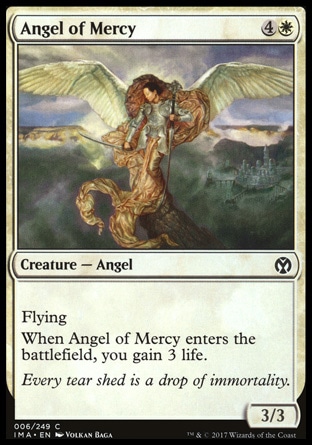 Angel of Mercy 4
Creature — Angel
Flying
When Angel of Mercy enters the
battlefield, you gain 3 life.
Every tear shed is a drop of immortality.
3/3
006/249 C
IMA • EN Volkan Baga
™ & © 2017 Wizards of the Coast